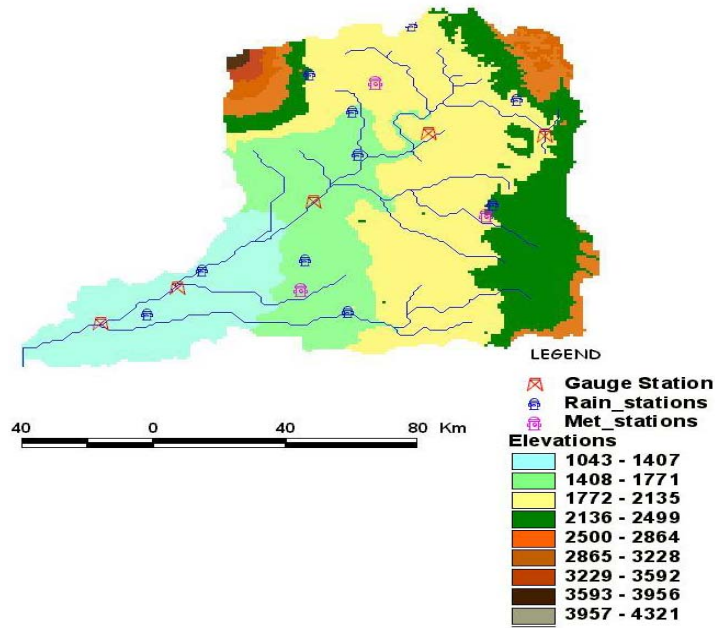 LEGEND
Gauge Station
Rain_stations
Met_stations
40 0 40 80 Km
Elevations
1043 - 1407
1408 - 1771
1772 - 2135
2136 - 2499
2500 - 2864
2865 - 3228
3229 - 3592
3593 - 3956
3957 - 4321